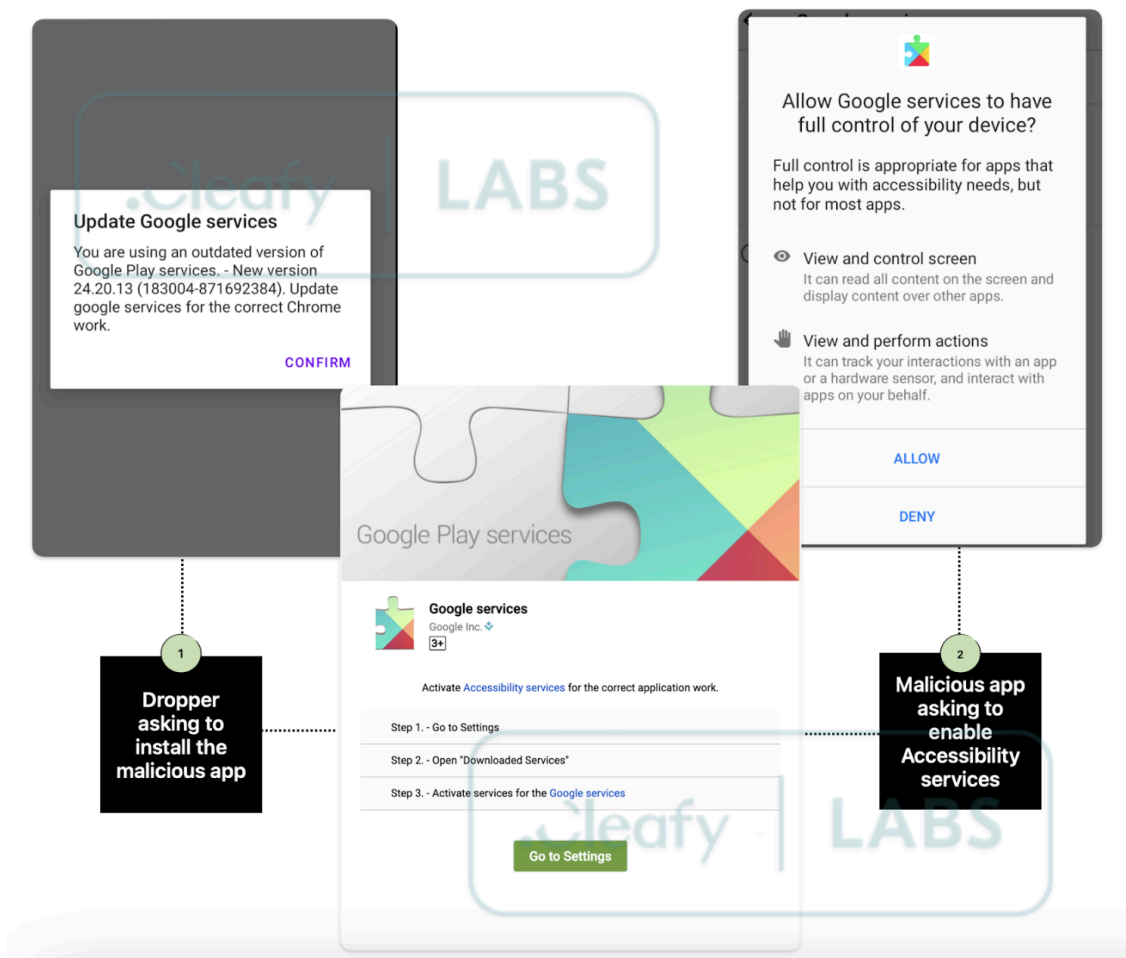 Update Google services
You are using an outdated version of
Google Play services. - New version
24.20.13 (183004-871692384). Update
google services for the correct Chrome
work.
CONFIRM
.Cleafy | LABS
Allow Google services to have
full control of your device?
Full control is appropriate for apps that
help you with accessibility needs, but
not for most apps.
View and control screen
It can read all content on the screen and
display content over other apps.
View and perform actions
It can track your interactions with an app
or a hardware sensor, and interact with
apps on your behalf.
ALLOW
DENY
Google Play services
Google services
Google Inc.
3+
Activate Accessibility services for the correct application work.
Step 1. - Go to Settings
Step 2. - Open "Downloaded Services"
Step 3. - Activate services for the Google services
Go to Settings
1
Dropper
asking to
install the
malicious app
2
Malicious app
asking to
enable
Accessibility
services
.Cleafy | LABS